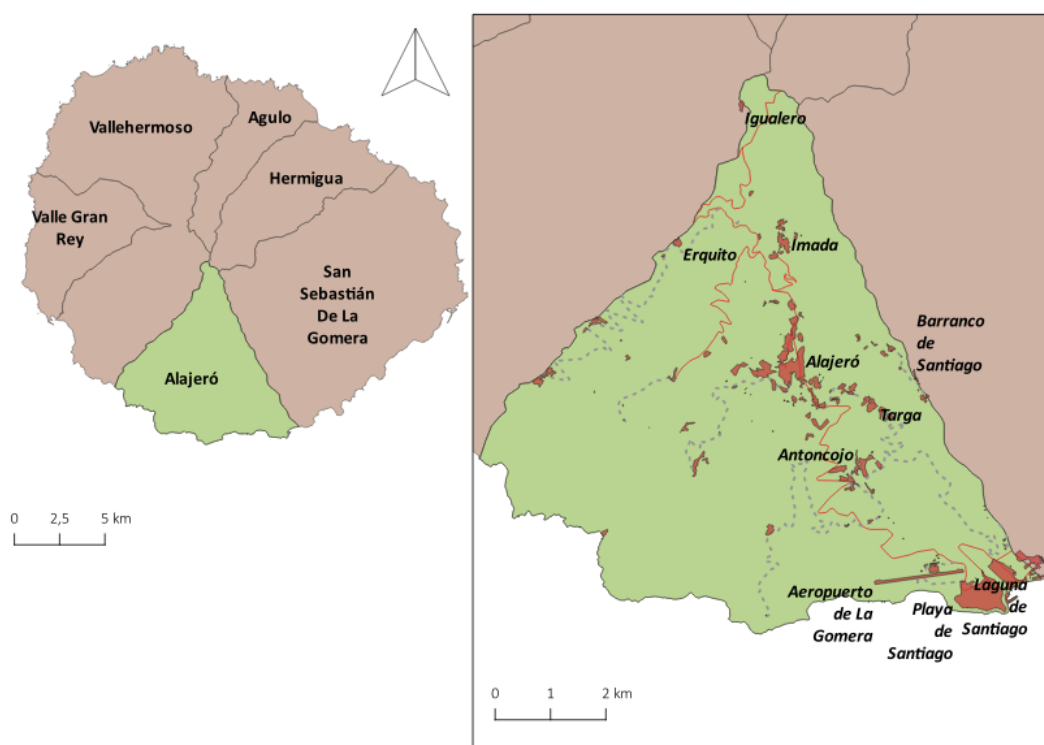 Vallehermoso
Agulo
Hermigua
Valle Gran
Rey
San
Sebastián
De La
Gomera
Alajeró
0 2,5 5 km
Igualero
Erquito
Imada
Barranco
de
Santiago
Alajeró
Targa
Antoncojo
Aeropuerto
de La
Gomera
Playa
de
Santiago
Laguna
de
Santiago
0 1 2 km